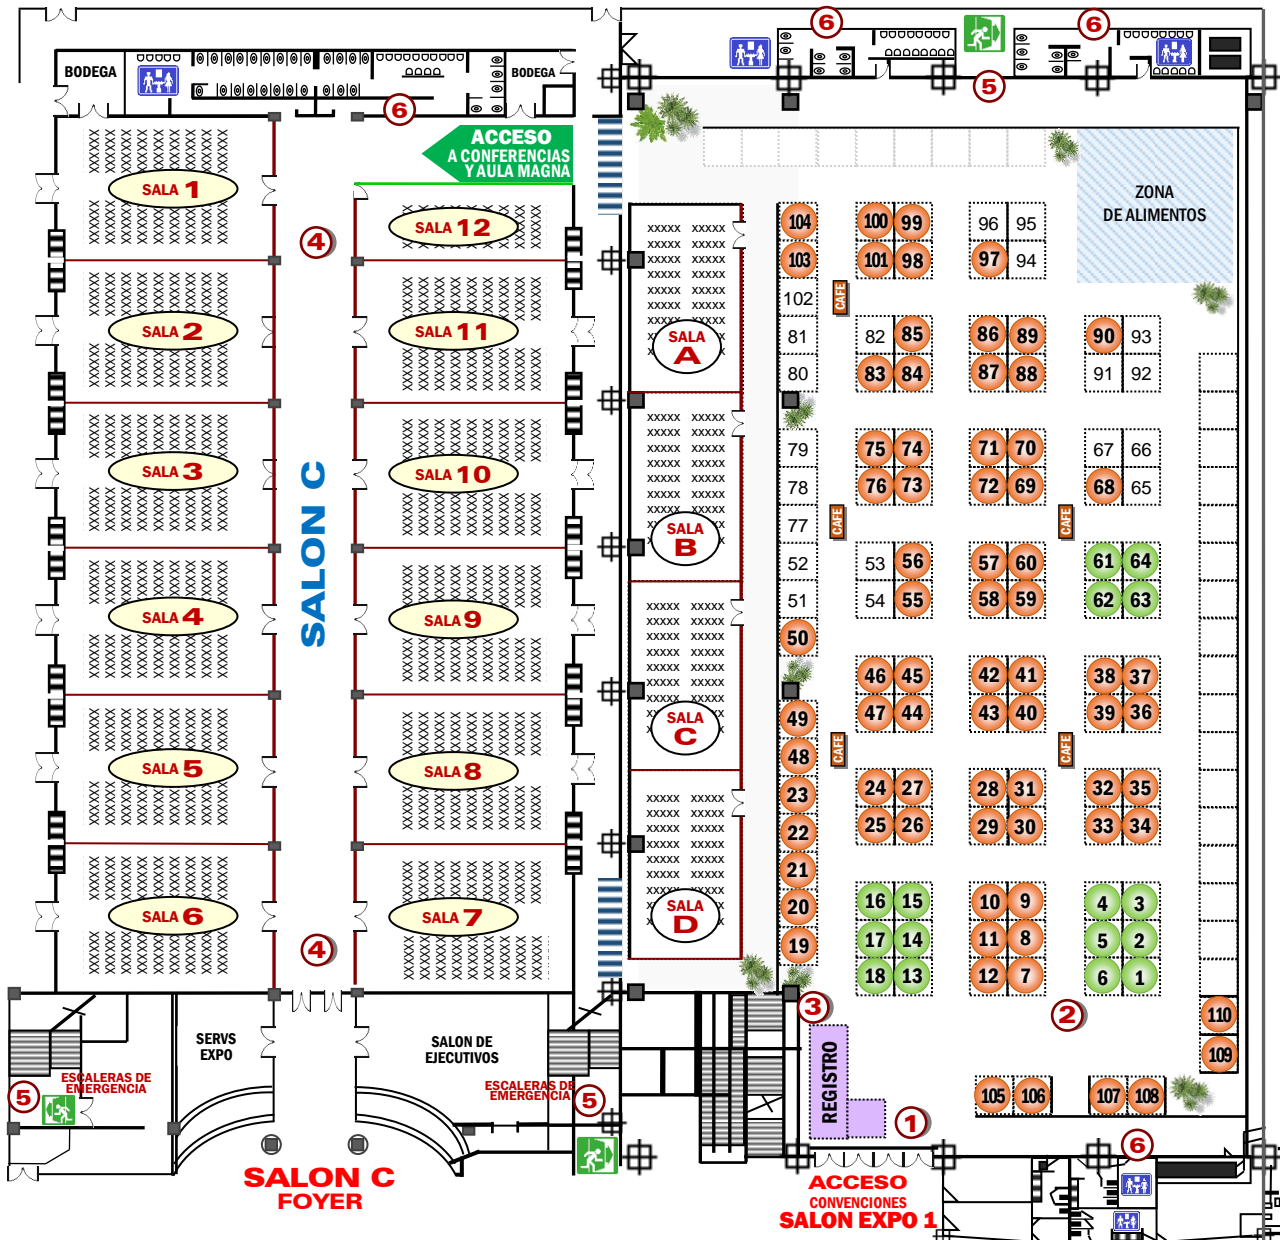 6
6
5
BODEGA
BODEGA
6
ACCESO
A CONFERENCIAS
Y AULA MAGNA
ZONA
DE ALIMENTOS
SALA 1
SALA 12
4
SALA 2
SALA 11
SALA 3
SALA 10
SALON C
SALA 4
SALA 9
SALA 5
SALA 8
SALA 6
SALA 7
4
SALA
A
SALA
B
SALA
C
SALA
D
104
100 99
96 95
103
101 98
97 94
102
CAFE
81
82 85
86 89
90 93
80
83 84
87 88
91 92
79
75 74
71 70
67 66
78
76 73
72 69
68 65
77
CAFE
CAFE
52
53 56
57 60
61 64
51
54 55
58 59
62 63
50
46 45
42 41
38 37
49
47 44
43 40
39 36
48
CAFE
CAFE
23
24 27
28 31
32 35
22
25 26
29 30
33 34
21
20
16 15
10 9
4 3
19
17 14
11 8
5 2
18 13
12 7
6 1
3
2
110
109
105 106
107 108
REGISTRO
1
6
SERVS
EXPO
SALON DE
EJECUTIVOS
ESCALERAS DE
EMERGENCIA
5
ESCALERAS DE
EMERGENCIA
5
SALON C
FOYER
ACCESO
CONVENCIONES
SALON EXPO 1